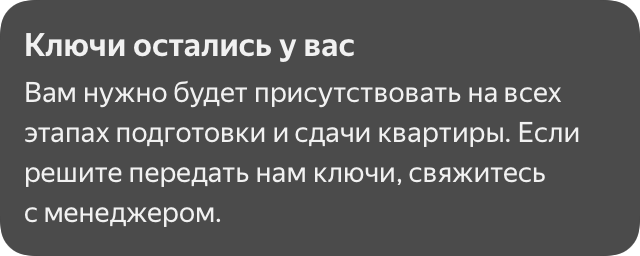 Ключи остались у вас
Вам нужно будет присутствовать на всех
этапах подготовки и сдачи квартиры. Если
решите передать нам ключи, свяжитесь
с менеджером.